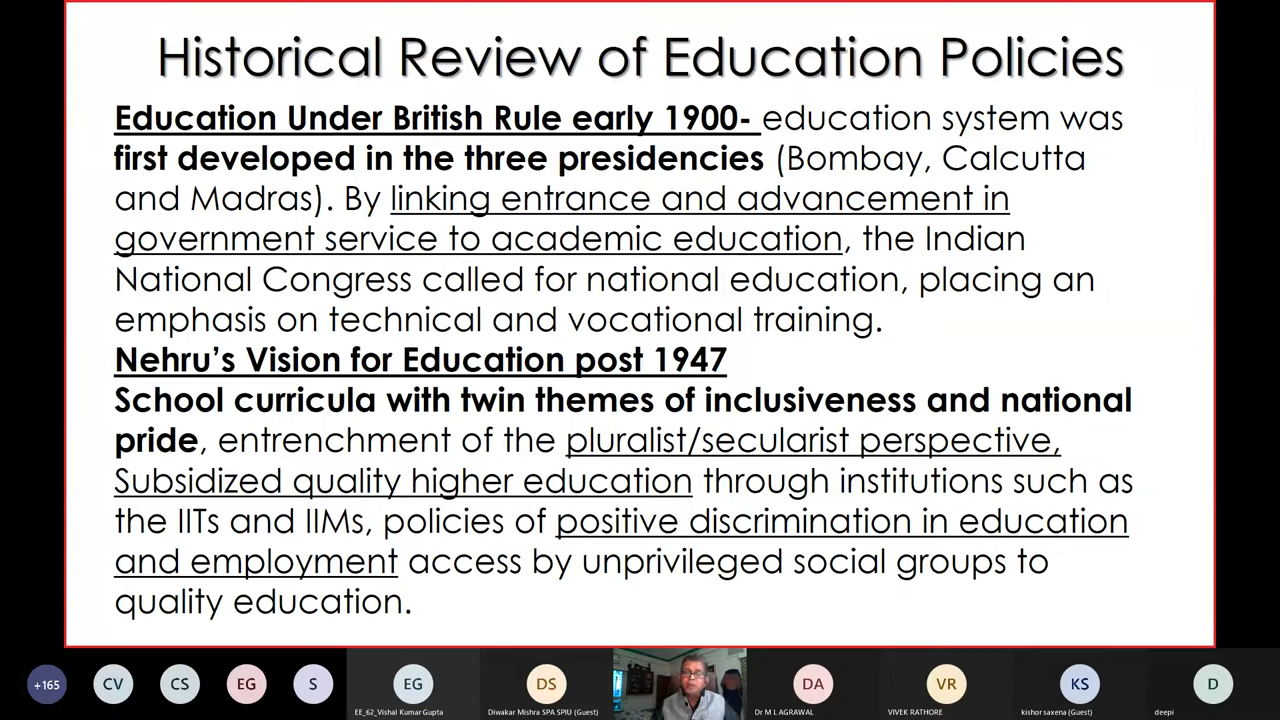 Historical Review of Education Policies
Education Under British Rule early 1900- education system was
first developed in the three presidencies (Bombay, Calcutta
and Madras). By linking entrance and advancement in
government service to academic education, the Indian
National Congress called for national education, placing an
emphasis on technical and vocational training.
Nehru's Vision for Education post 1947
School curricula with twin themes of inclusiveness and national
pride, entrenchment of the pluralist/secularist perspective,
Subsidized quality higher education through institutions such as
the IITs and IIMs, policies of positive discrimination in education
and employment access by unprivileged social groups to
quality education.
+165 CV CS EG S EG DS DA VR KS D
EE_62_Vishal Kumar Gupta Diwakar Mishra SPA SPIU (Guest) Dr M L AGRAWAL VIVEK RATHORE kishor saxena (Guest) deepi